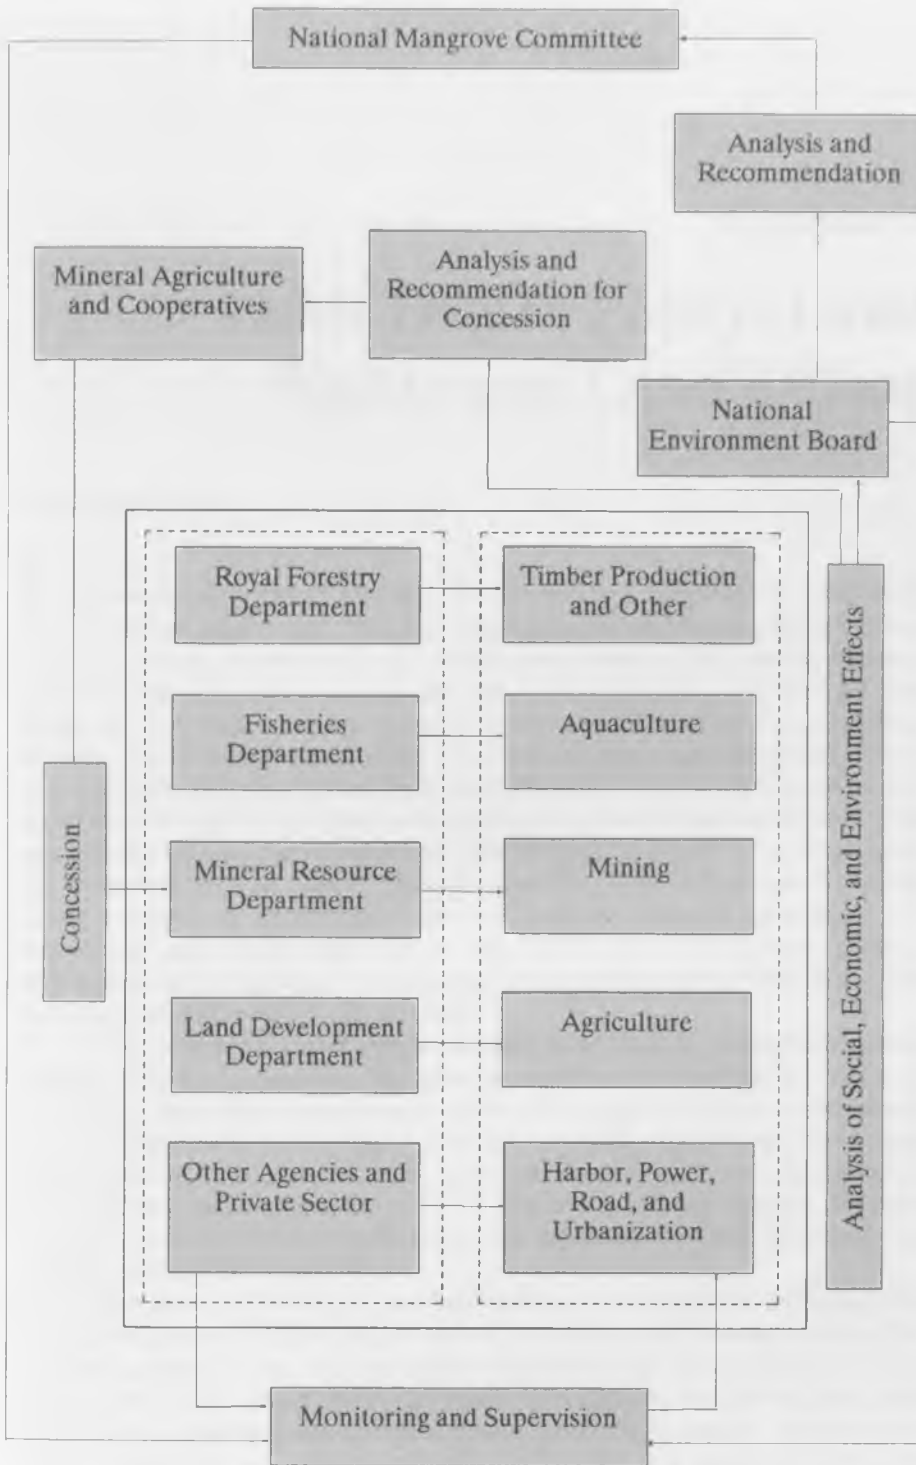 National Mangrove Committee
Analysis and
Recommendation
Mineral Agriculture
and Cooperatives
Analysis and
Recommendation for
Concession
National
Environment Board
Royal Forestry
Department
Timber Production
and Other
Fisheries
Department
Aquaculture
Concession
Mineral Resource
Department
Mining
Land Development
Department
Agriculture
Other Agencies and
Private Sector
Harbor, Power,
Road, and
Urbanization
Analysis of Social, Economic, and Environment Effects
Monitoring and Supervision